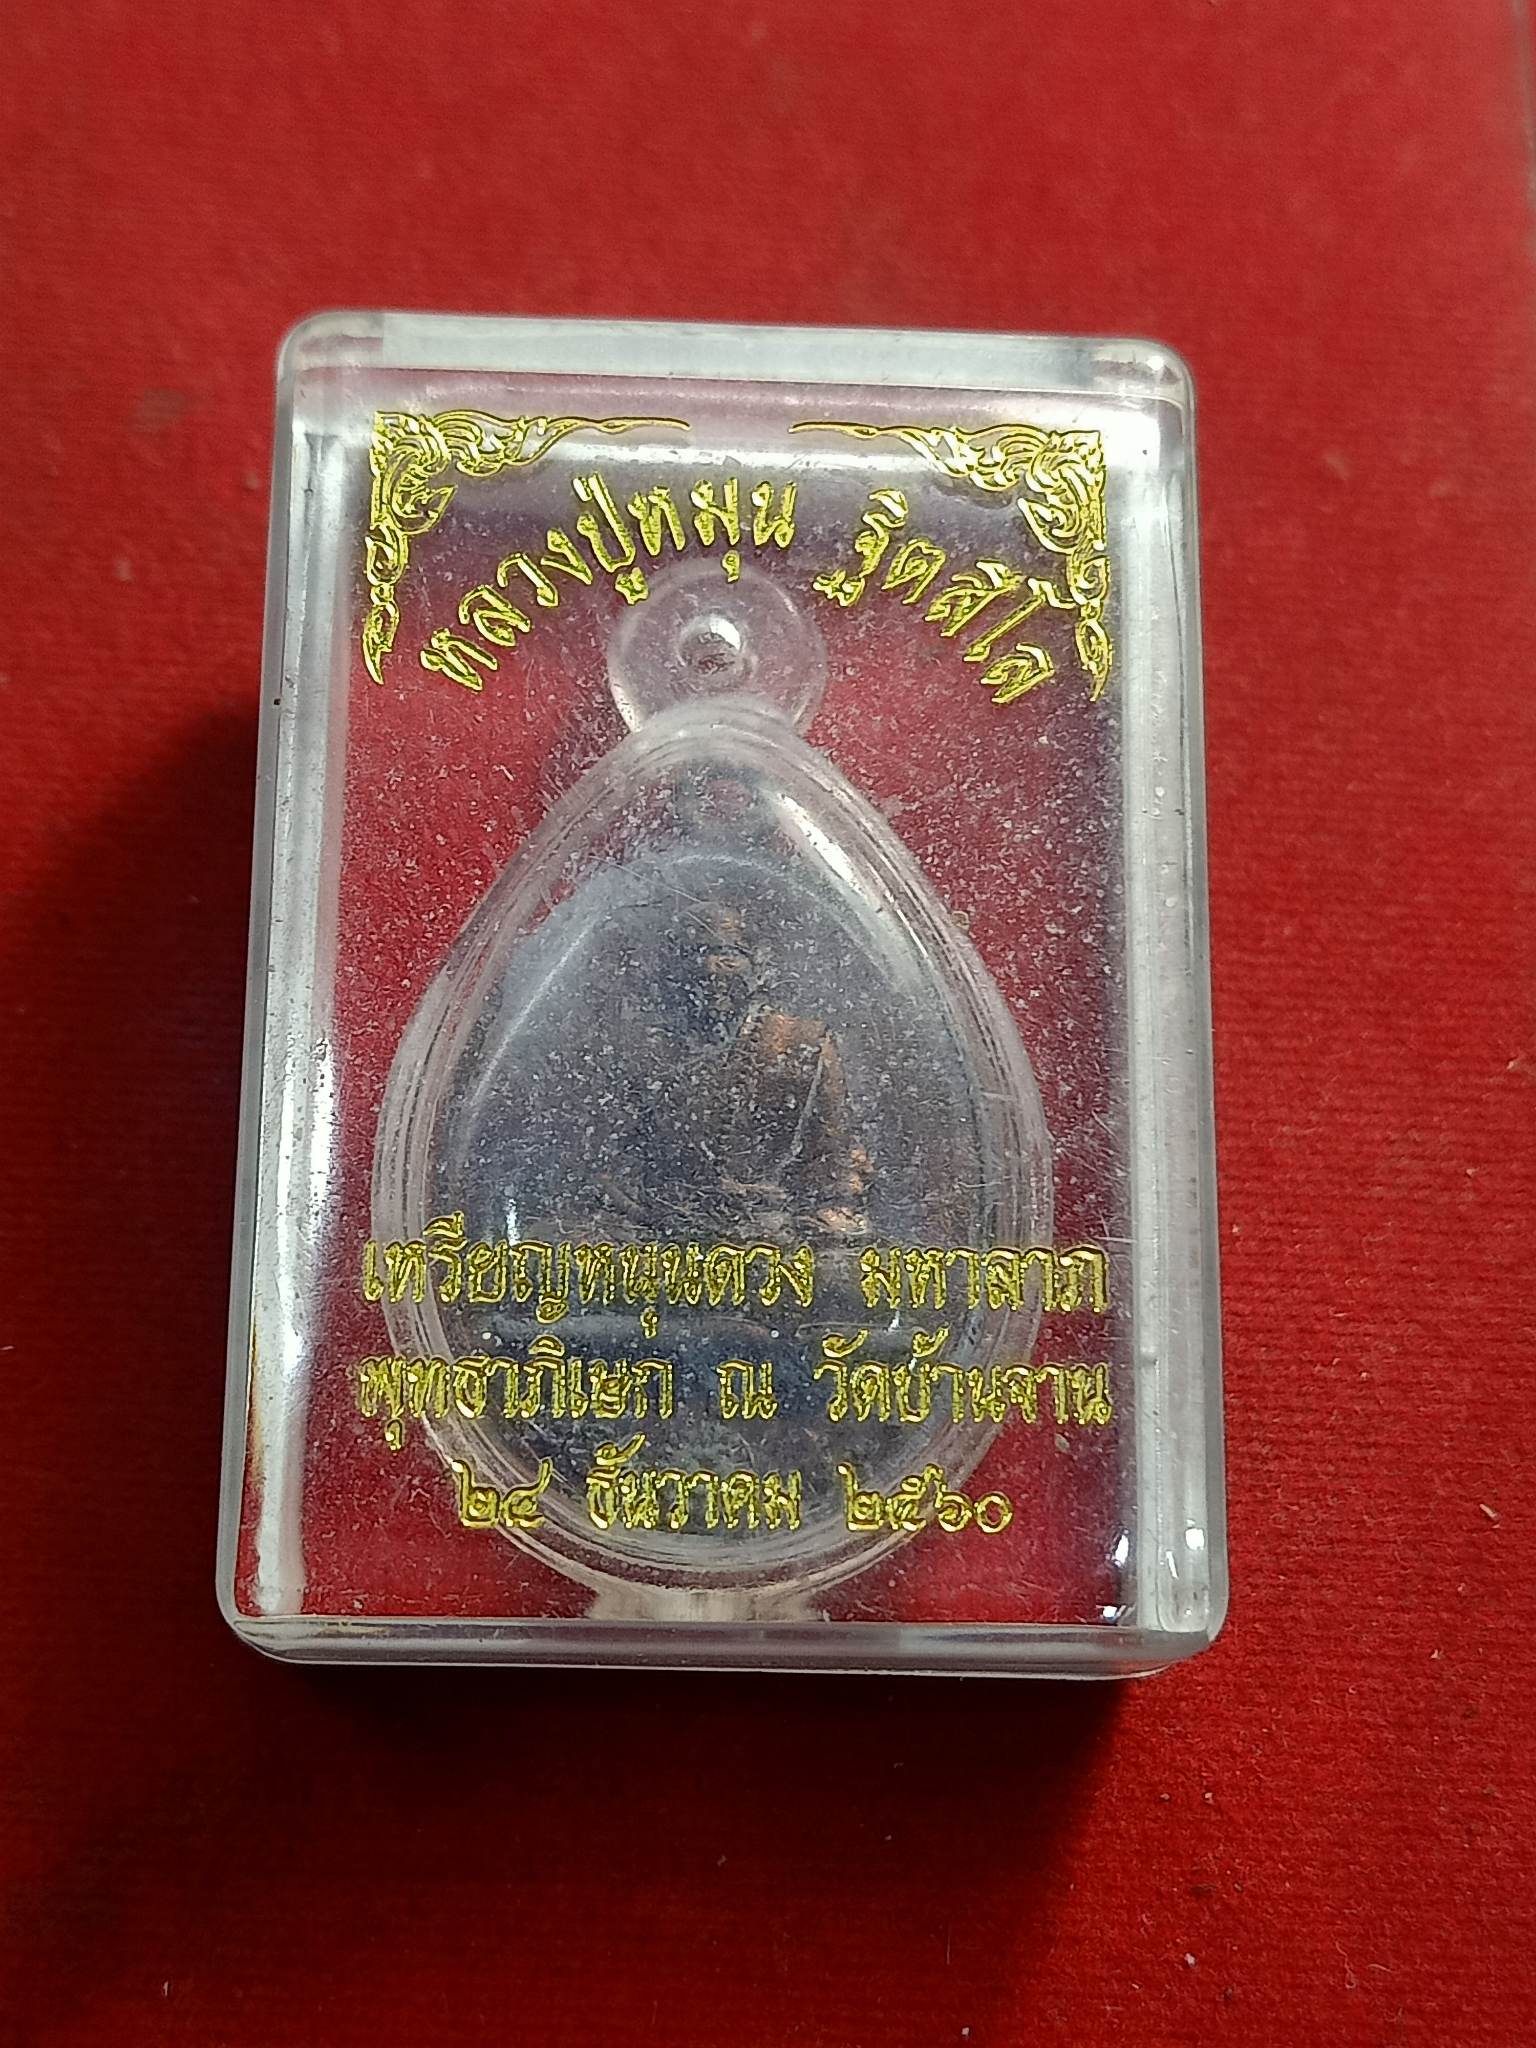 หลวงปู่หมุน ฐิตสีโล
เหรียญหนุนดวง มหาลาภ
พุทธาภิเษก ณ วัดบ้านจาน
๒๔ ธันวาคม ๒๕๖๐